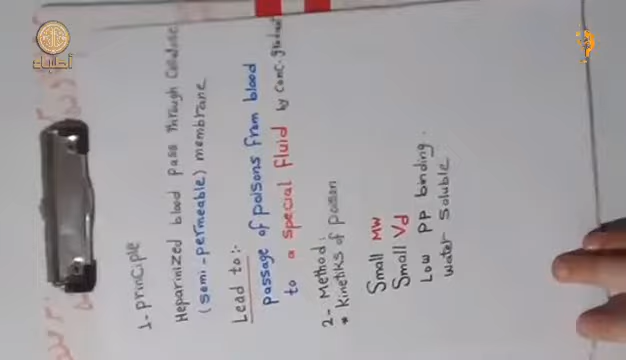 أطباء
1- principle
Heparinized blood pass through cellulose
(semi-permeable) membrane
Lead to:-
passage of poisons from blood
to a special fluid by conc. gradient
2- Method:
* Kinetiks of poison
Small MW
Small Vd
Low PP binding.
water soluble